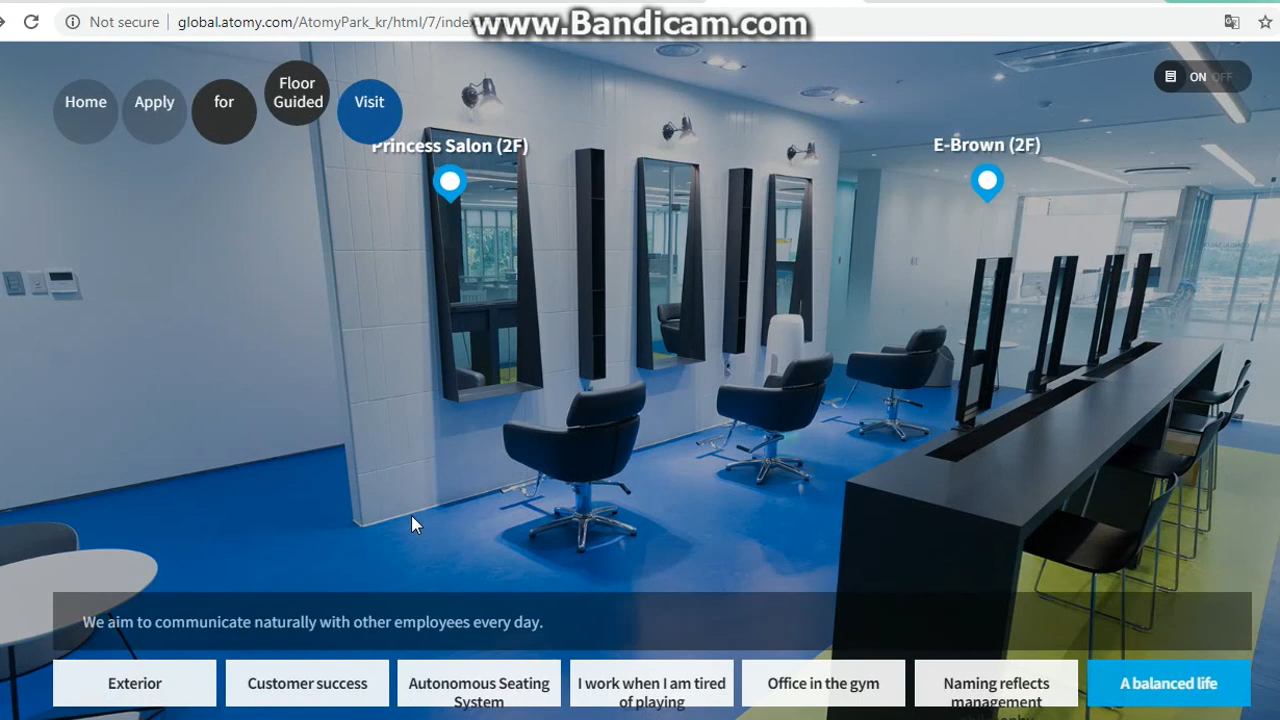 Not secure
global.atomy.com/AtomyPark_kr/html/7/index
www.Bandicam.com
Home
Apply
for
Floor
Guided
Visit
ON OFF
Princess Salon (2F)
E-Brown (2F)
We aim to communicate naturally with other employees every day.
Exterior
Customer success
Autonomous Seating
System
I work when I am tired
of playing
Office in the gym
Naming reflects
management
A balanced life